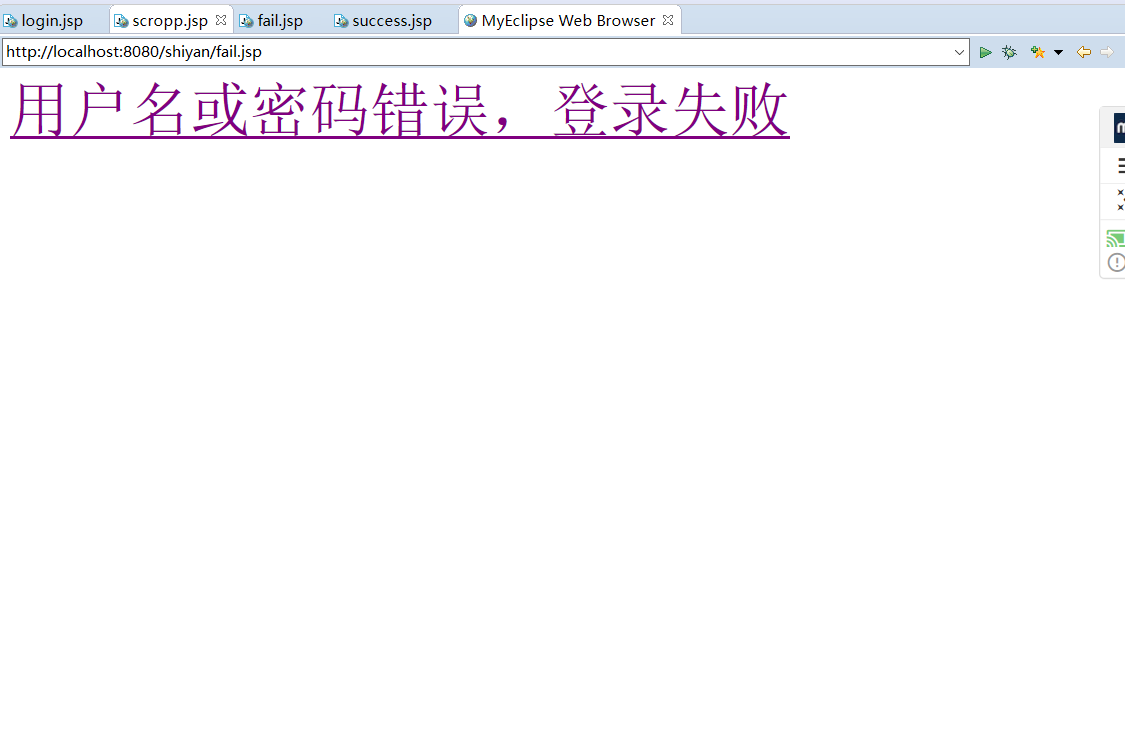 login.jsp scropp.jsp fail.jsp success.jsp MyEclipse Web Browser
http://localhost:8080/shiyan/fail.jsp
用户名或密码错误，登录失败